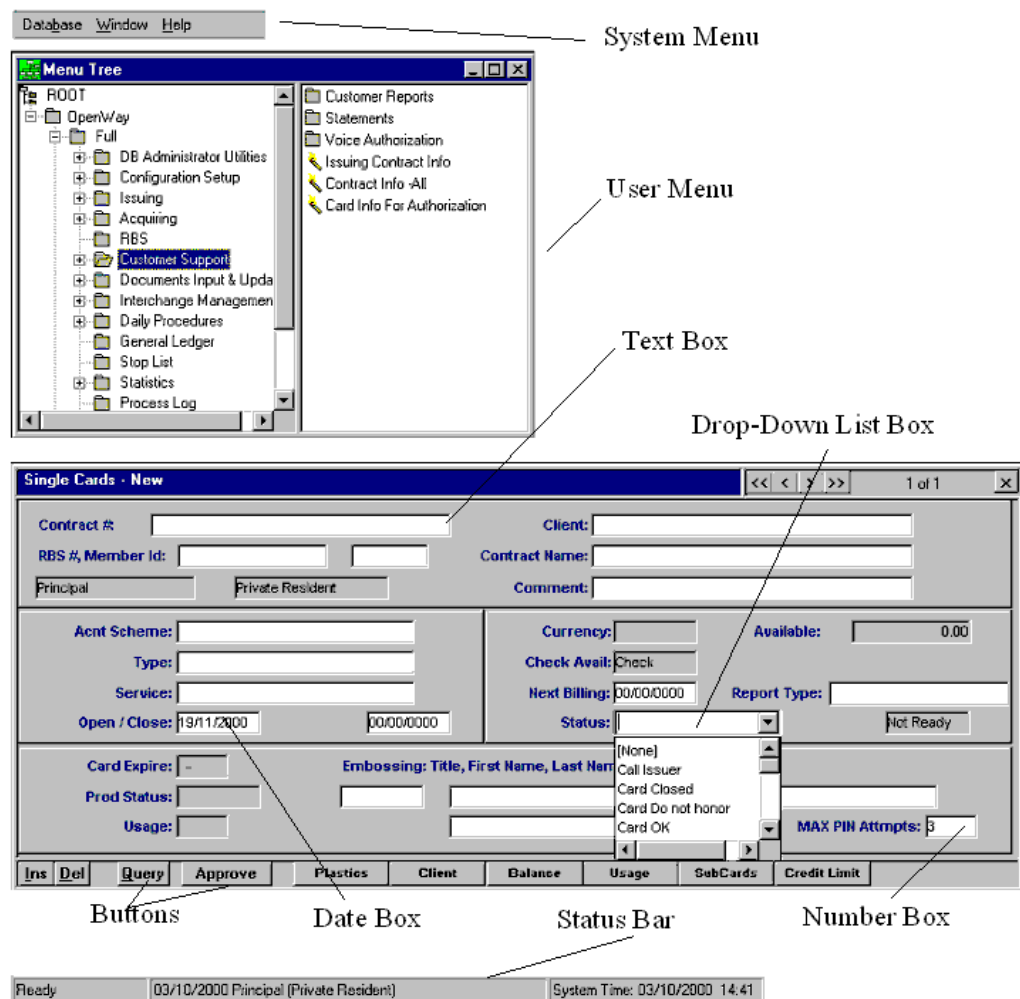 Database Window Help
System Menu
Menu Tree
ROOT
OpenWay
Full
DB Administrator Utilities
Configuration Setup
Issuing
Acquiring
RBS
Customer Support
Documents Input & Upda
Interchange Managemen
Daily Procedures
General Ledger
Stop List
Statistics
Process Log
Customer Reports
Statements
Voice Authorization
Issuing Contract Info
Contract Info -All
Card Info For Authorization
User Menu
Text Box
Drop-Down List Box
Single Cards - New << < > >> 1 of 1
Contract #: Client:
RBS #, Member Id: Contract Name:
Principal Private Resident Comment:
Acnt Scheme: Currency: Available: 0.00
Type: Check Avail: Check
Service: Next Billing: 00/00/0000 Report Type:
Open / Close: 19/11/2000 00/00/0000 Status: Not Ready
[None]
Call Issuer
Card Closed
Card Do not honor
Card OK
Card Expire: - Embossing: Title, First Name, Last Nam
Prod Status:
Usage: MAX PIN Attmpts: 3
Ins Del Query Approve Plastics Client Balance Usage SubCards Credit Limit
Buttons Date Box Status Bar Number Box
Ready 03/10/2000 Principal (Private Resident) System Time: 03/10/2000 14:41